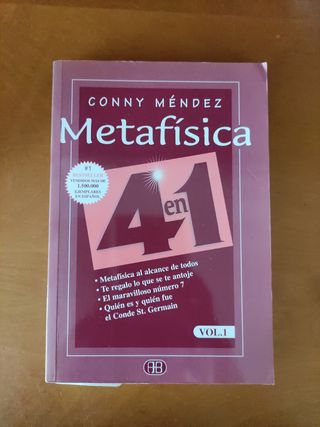 CONNY MÉNDEZ
Metafísica
#1
BESTSELLER
VENDIDOS MÁS DE
1.500.000
EJEMPLARES
EN ESPAÑOL
4 en 1
• Metafísica al alcance de todos
• Te regalo lo que se te antoje
• El maravilloso número 7
• Quién es y quién fue
el Conde St. Germain
VOL.1